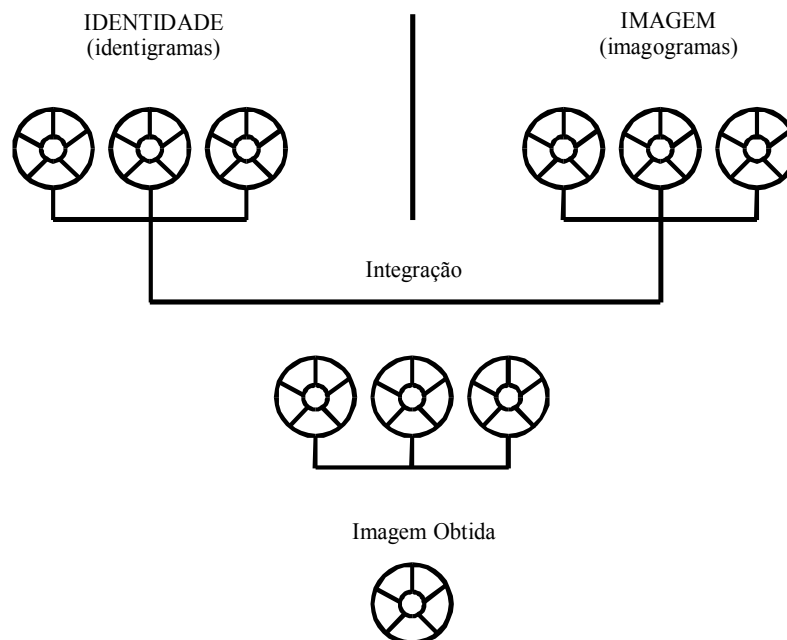 IDENTIDADE
(identigramas)
IMAGEM
(imagogramas)
Integração
Imagem Obtida